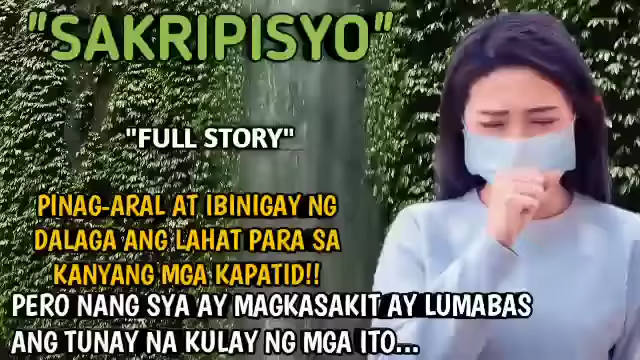 "SAKRIPISYO"
"FULL STORY"
PINAG-ARAL AT IBINIGAY NG
DALAGA ANG LAHAT PARA SA
KANYANG MGA KAPATID!!
PERO NANG SYA AY MAGKASAKIT AY LUMABAS
ANG TUNAY NA KULAY NG MGA ITO...